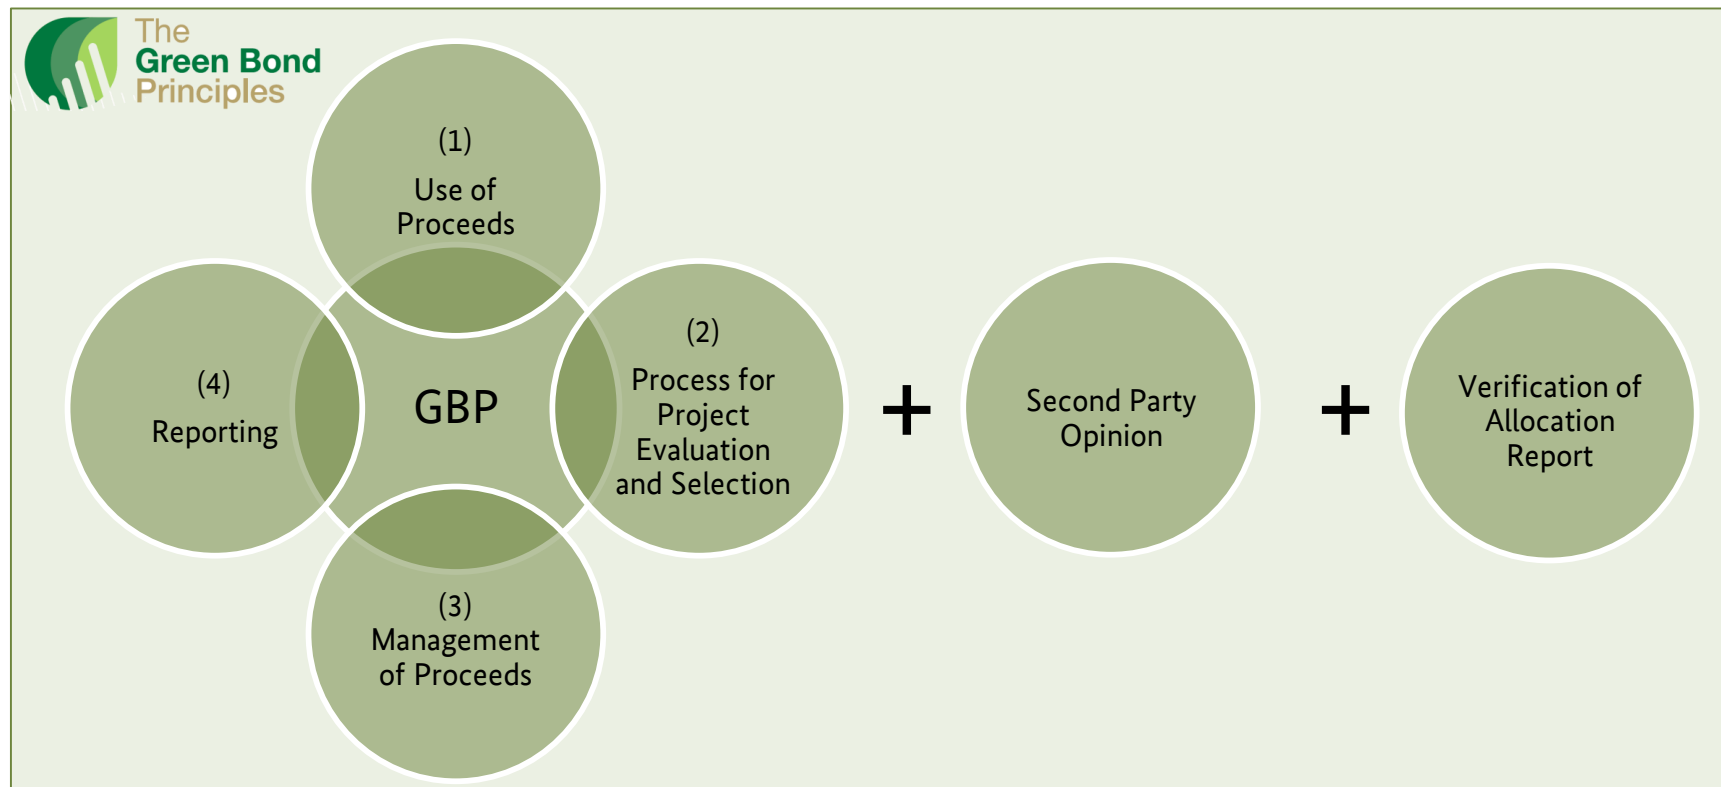 The
Green Bond
Principles
(1)
Use of
Proceeds
(2)
Process for
Project
Evaluation
and Selection
(3)
Management
of Proceeds
(4)
Reporting
GBP
+
Second Party
Opinion
+
Verification of
Allocation
Report